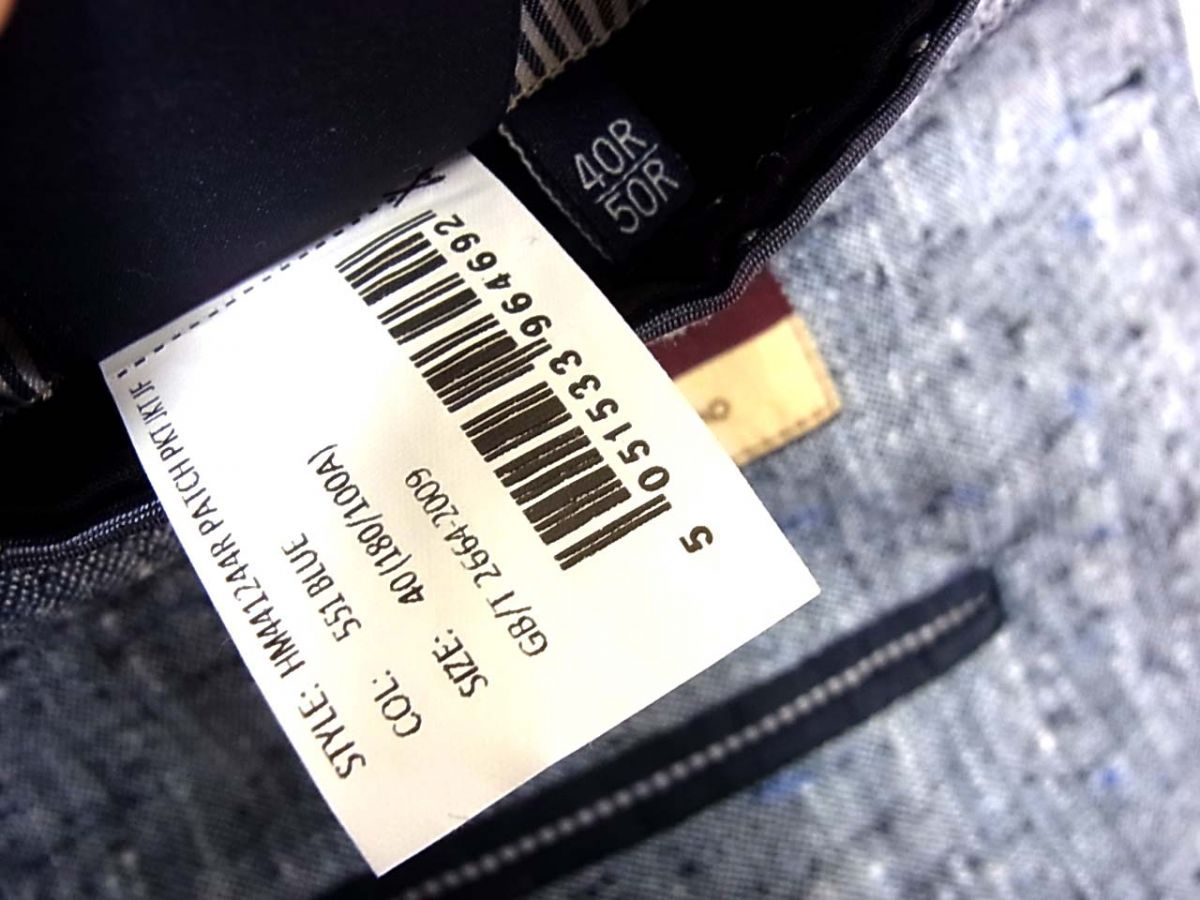 40R
50R
STYLE: HM441244R PATCH PKT JKT JF
COL: 551 BLUE
SIZE: 40(180/100A)
GB/T 2664-2009
5 051533 964692